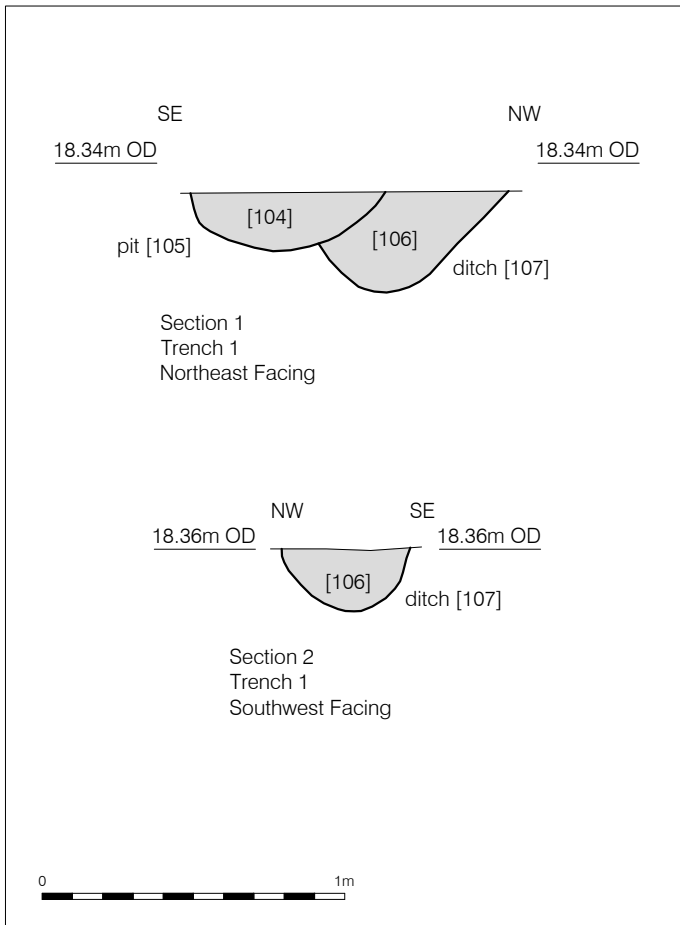 SE NW
18.34m OD 18.34m OD
[104]
[106]
pit [105]
ditch [107]
Section 1
Trench 1
Northeast Facing
NW SE
18.36m OD 18.36m OD
[106]
ditch [107]
Section 2
Trench 1
Southwest Facing
0 1m